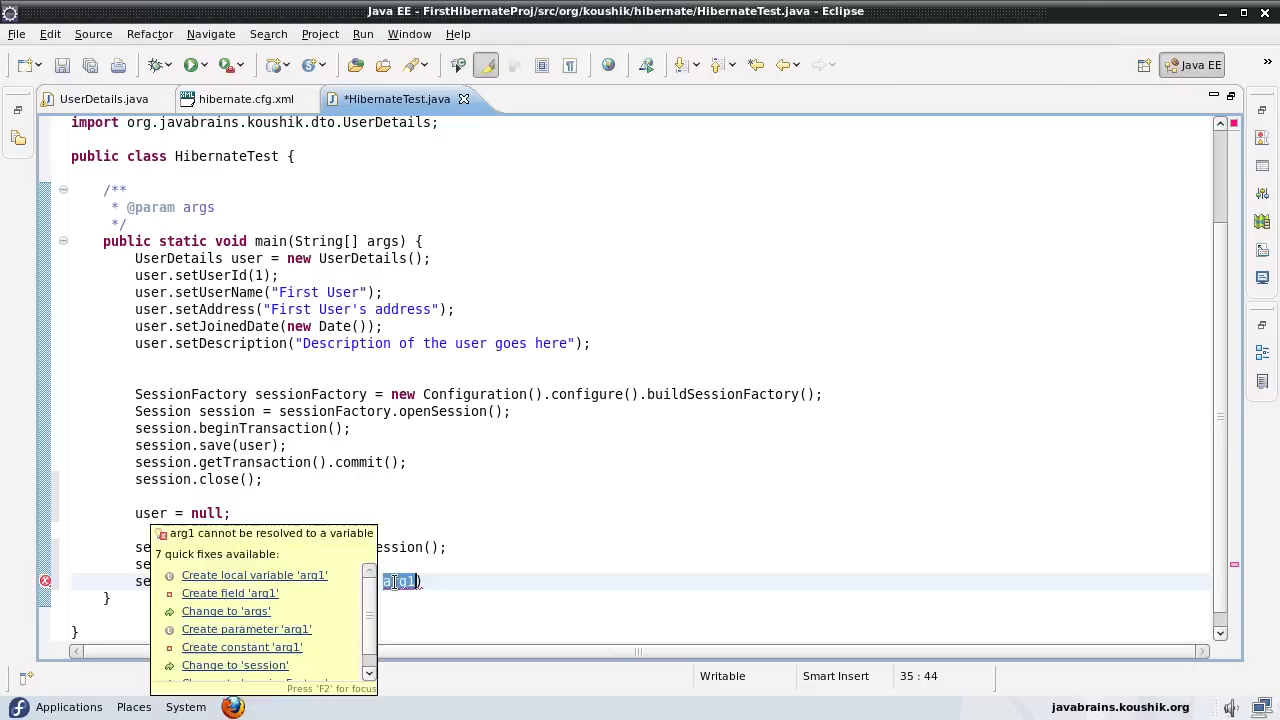 Java EE - FirstHibernateProj/src/org/koushik/hibernate/HibernateTest.java - Eclipse
File Edit Source Refactor Navigate Search Project Run Window Help
Java EE »
UserDetails.java hibernate.cfg.xml *HibernateTest.java
import org.javabrains.koushik.dto.UserDetails;
public class HibernateTest {
/**
* @param args
*/
public static void main(String[] args) {
UserDetails user = new UserDetails();
user.setUserId(1);
user.setUserName("First User");
user.setAddress("First User's address");
user.setJoinedDate(new Date());
user.setDescription("Description of the user goes here");
SessionFactory sessionFactory = new Configuration().configure().buildSessionFactory();
Session session = sessionFactory.openSession();
session.beginTransaction();
session.save(user);
session.getTransaction().commit();
session.close();
user = null;
arg1 cannot be resolved to a variable
se ession();
7 quick fixes available:
se
Create local variable 'arg1'
se arg1)
Create field 'arg1'
}
Change to 'args'
Create parameter 'arg1'
}
Create constant 'arg1'
Change to 'session'
Press 'F2' for focus
Writable Smart Insert 35 : 44
Applications Places System javabrains.koushik.org